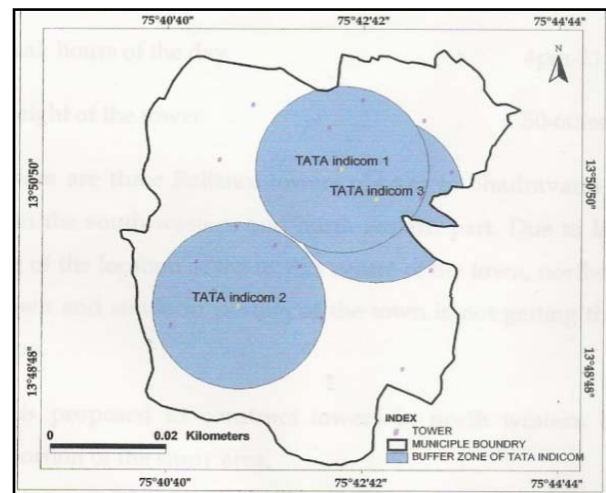 75°40'40" 75°42'42" 75°44'44"
N
13°50'50" 13°50'50"
TATA indicom 1
TATA indicom 3
TATA indicom 2
13°48'48" 13°48'48"
0 0.02 Kilometers
INDEX
TOWER
MUNICIPLE BOUNDRY
BUFFER ZONE OF TATA INDICOM
75°40'40" 75°42'42" 75°44'44"